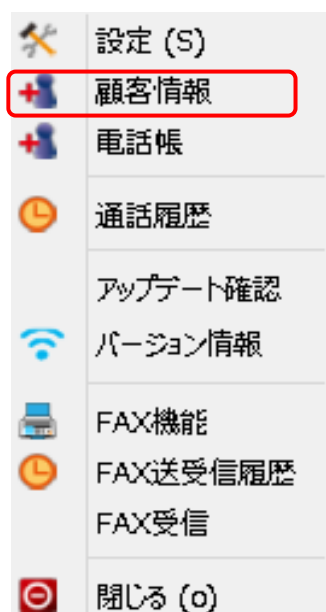 設定 (S)
顧客情報
電話帳
通話履歴
アップデート確認
バージョン情報
FAX機能
FAX送受信履歴
FAX受信
閉じる (o)